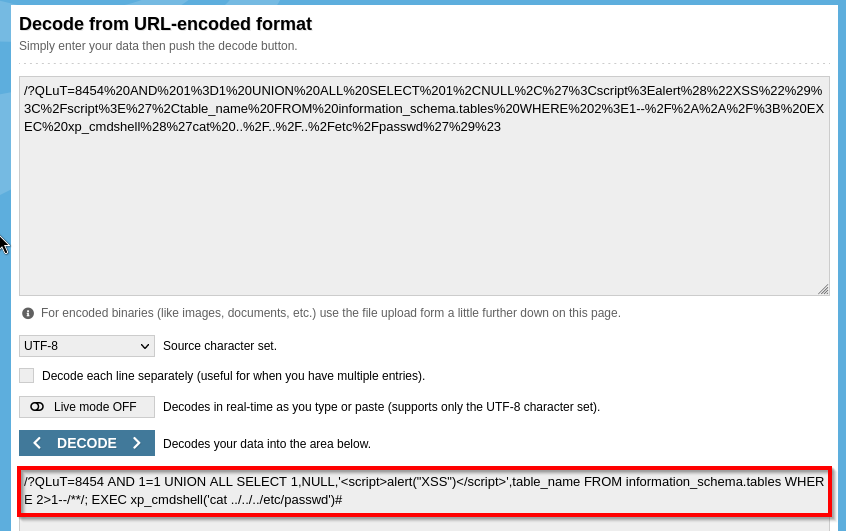 Decode from URL-encoded format
Simply enter your data then push the decode button.
/?QLuT=8454%20AND%201%3D1%20UNION%20ALL%20SELECT%201%2CNULL%2C%27%3Cscript%3Ealert%28%22XSS%22%29%
3C%2Fscript%3E%27%2Ctable_name%20FROM%20information_schema.tables%20WHERE%202%3E1--%2F%2A%2A%2F%3B%20EX
EC%20xp_cmdshell%28%27cat%20..%2F..%2F..%2Fetc%2Fpasswd%27%29%23
For encoded binaries (like images, documents, etc.) use the file upload form a little further down on this page.
UTF-8 Source character set.
Decode each line separately (useful for when you have multiple entries).
Live mode OFF Decodes in real-time as you type or paste (supports only the UTF-8 character set).
< DECODE > Decodes your data into the area below.
/?QLuT=8454 AND 1=1 UNION ALL SELECT 1,NULL,'<script>alert("XSS")</script>',table_name FROM information_schema.tables WHER
E 2>1--/**/; EXEC xp_cmdshell('cat ../../../etc/passwd')#